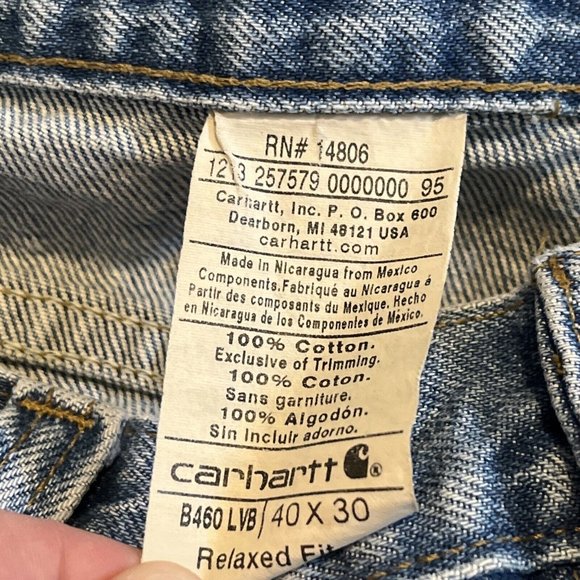 RN# 14806
1213 257579 0000000 95
Carhartt, Inc. P. O. Box 600
Dearborn, MI 48121 USA
carhartt.com
Made in Nicaragua from Mexico
Components.Fabriqué au Nicaragua á
Partir des composants du Mexique. Hecho
en Nicaragua de los Componentes de México.
100% Cotton.
Exclusive of Trimming.
100% Coton.
Sans garniture.
100% Algodón.
Sin Incluir adorno.
carhartt ®
B460 LVB 40 X 30
Relaxed Fit